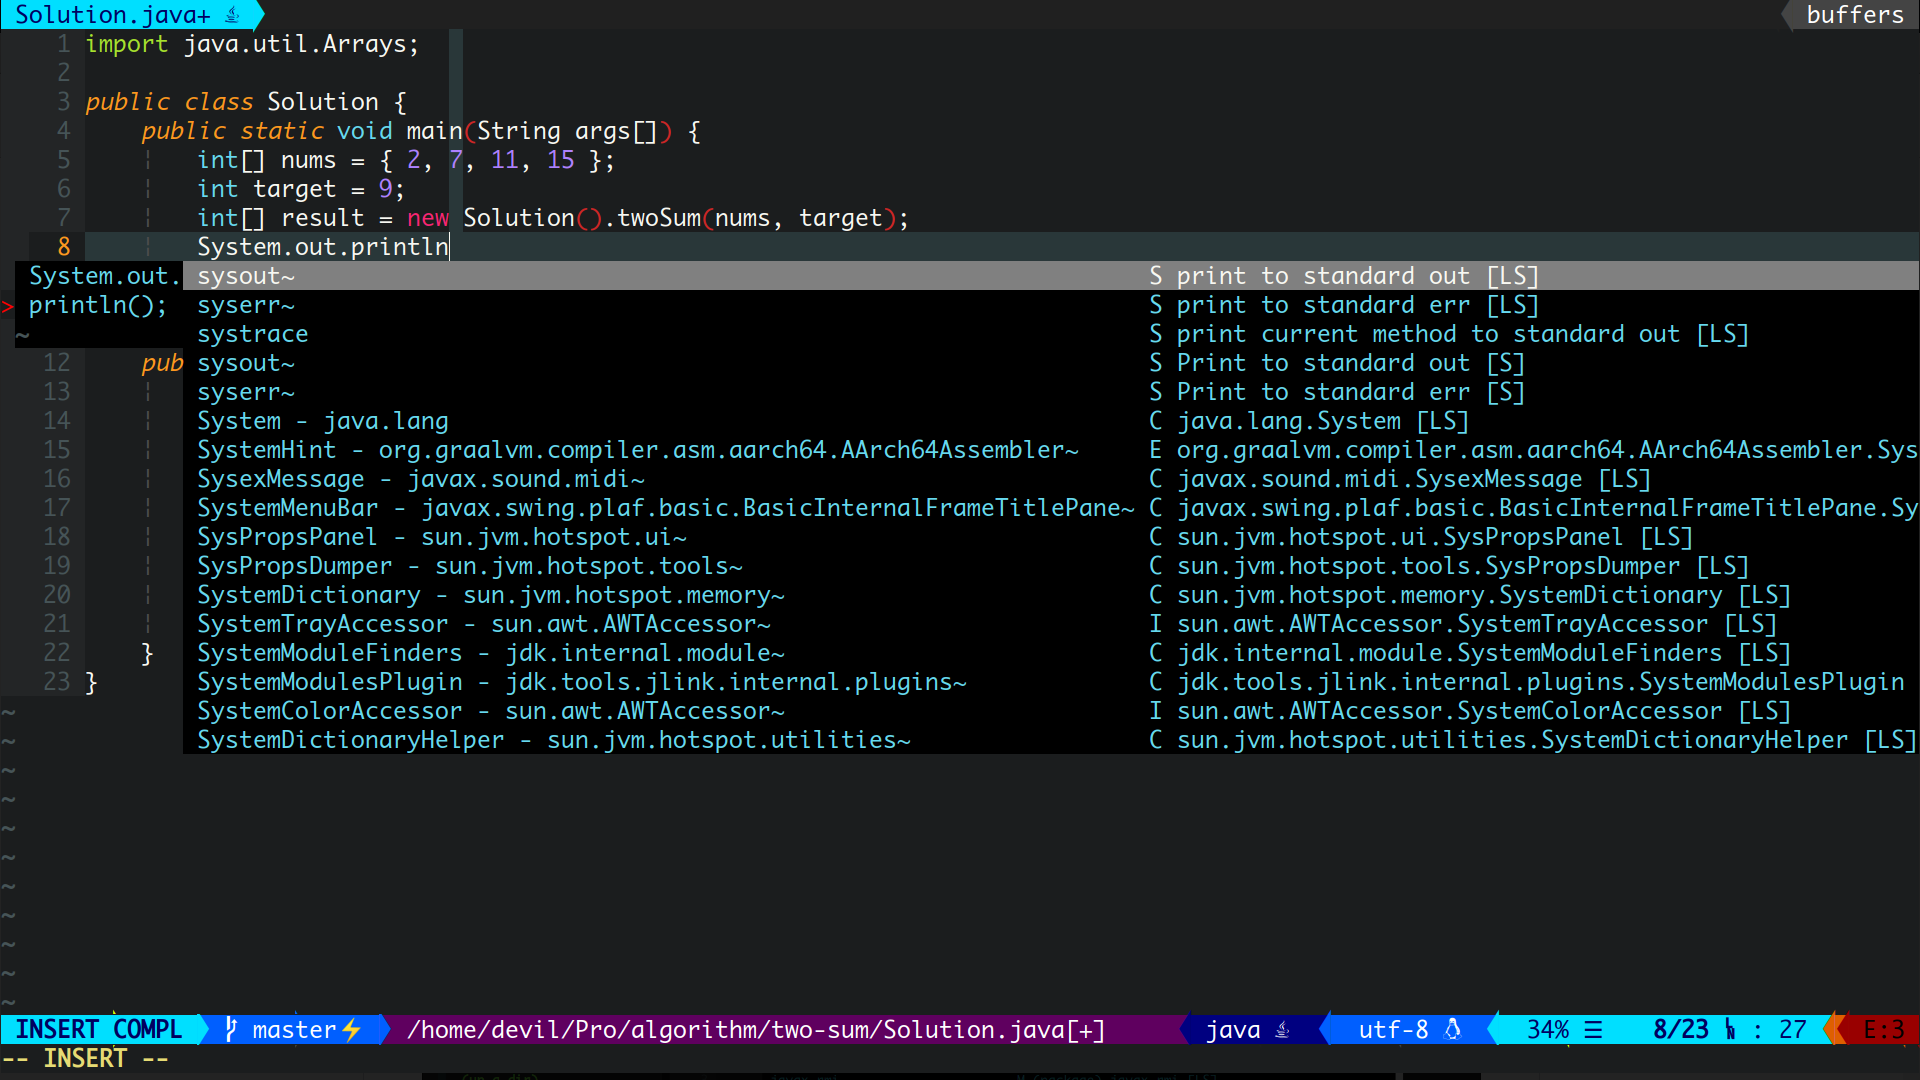 Solution.java+ buffers
1 import java.util.Arrays;
2
3 public class Solution {
4 public static void main(String args[]) {
5 ¦ int[] nums = { 2, 7, 11, 15 };
6 ¦ int target = 9;
7 ¦ int[] result = new Solution().twoSum(nums, target);
8 ¦ System.out.println
System.out. sysout~ S print to standard out [LS]
> println(); syserr~ S print to standard err [LS]
~ systrace S print current method to standard out [LS]
12 pub sysout~ S Print to standard out [S]
13 ¦ syserr~ S Print to standard err [S]
14 ¦ System - java.lang C java.lang.System [LS]
15 ¦ SystemHint - org.graalvm.compiler.asm.aarch64.AArch64Assembler~ E org.graalvm.compiler.asm.aarch64.AArch64Assembler.Sys
16 ¦ SysexMessage - javax.sound.midi~ C javax.sound.midi.SysexMessage [LS]
17 ¦ SystemMenuBar - javax.swing.plaf.basic.BasicInternalFrameTitlePane~ C javax.swing.plaf.basic.BasicInternalFrameTitlePane.Sy
18 ¦ SysPropsPanel - sun.jvm.hotspot.ui~ C sun.jvm.hotspot.ui.SysPropsPanel [LS]
19 ¦ SysPropsDumper - sun.jvm.hotspot.tools~ C sun.jvm.hotspot.tools.SysPropsDumper [LS]
20 ¦ SystemDictionary - sun.jvm.hotspot.memory~ C sun.jvm.hotspot.memory.SystemDictionary [LS]
21 ¦ SystemTrayAccessor - sun.awt.AWTAccessor~ I sun.awt.AWTAccessor.SystemTrayAccessor [LS]
22 } SystemModuleFinders - jdk.internal.module~ C jdk.internal.module.SystemModuleFinders [LS]
23 } SystemModulesPlugin - jdk.tools.jlink.internal.plugins~ C jdk.tools.jlink.internal.plugins.SystemModulesPlugin
~ SystemColorAccessor - sun.awt.AWTAccessor~ I sun.awt.AWTAccessor.SystemColorAccessor [LS]
~ SystemDictionaryHelper - sun.jvm.hotspot.utilities~ C sun.jvm.hotspot.utilities.SystemDictionaryHelper [LS]
~
~
~
~
~
~
~
~
~
INSERT COMPL master⚡ /home/devil/Pro/algorithm/two-sum/Solution.java[+] java utf-8 34% ☰ 8/23 : 27 E:3
-- INSERT --